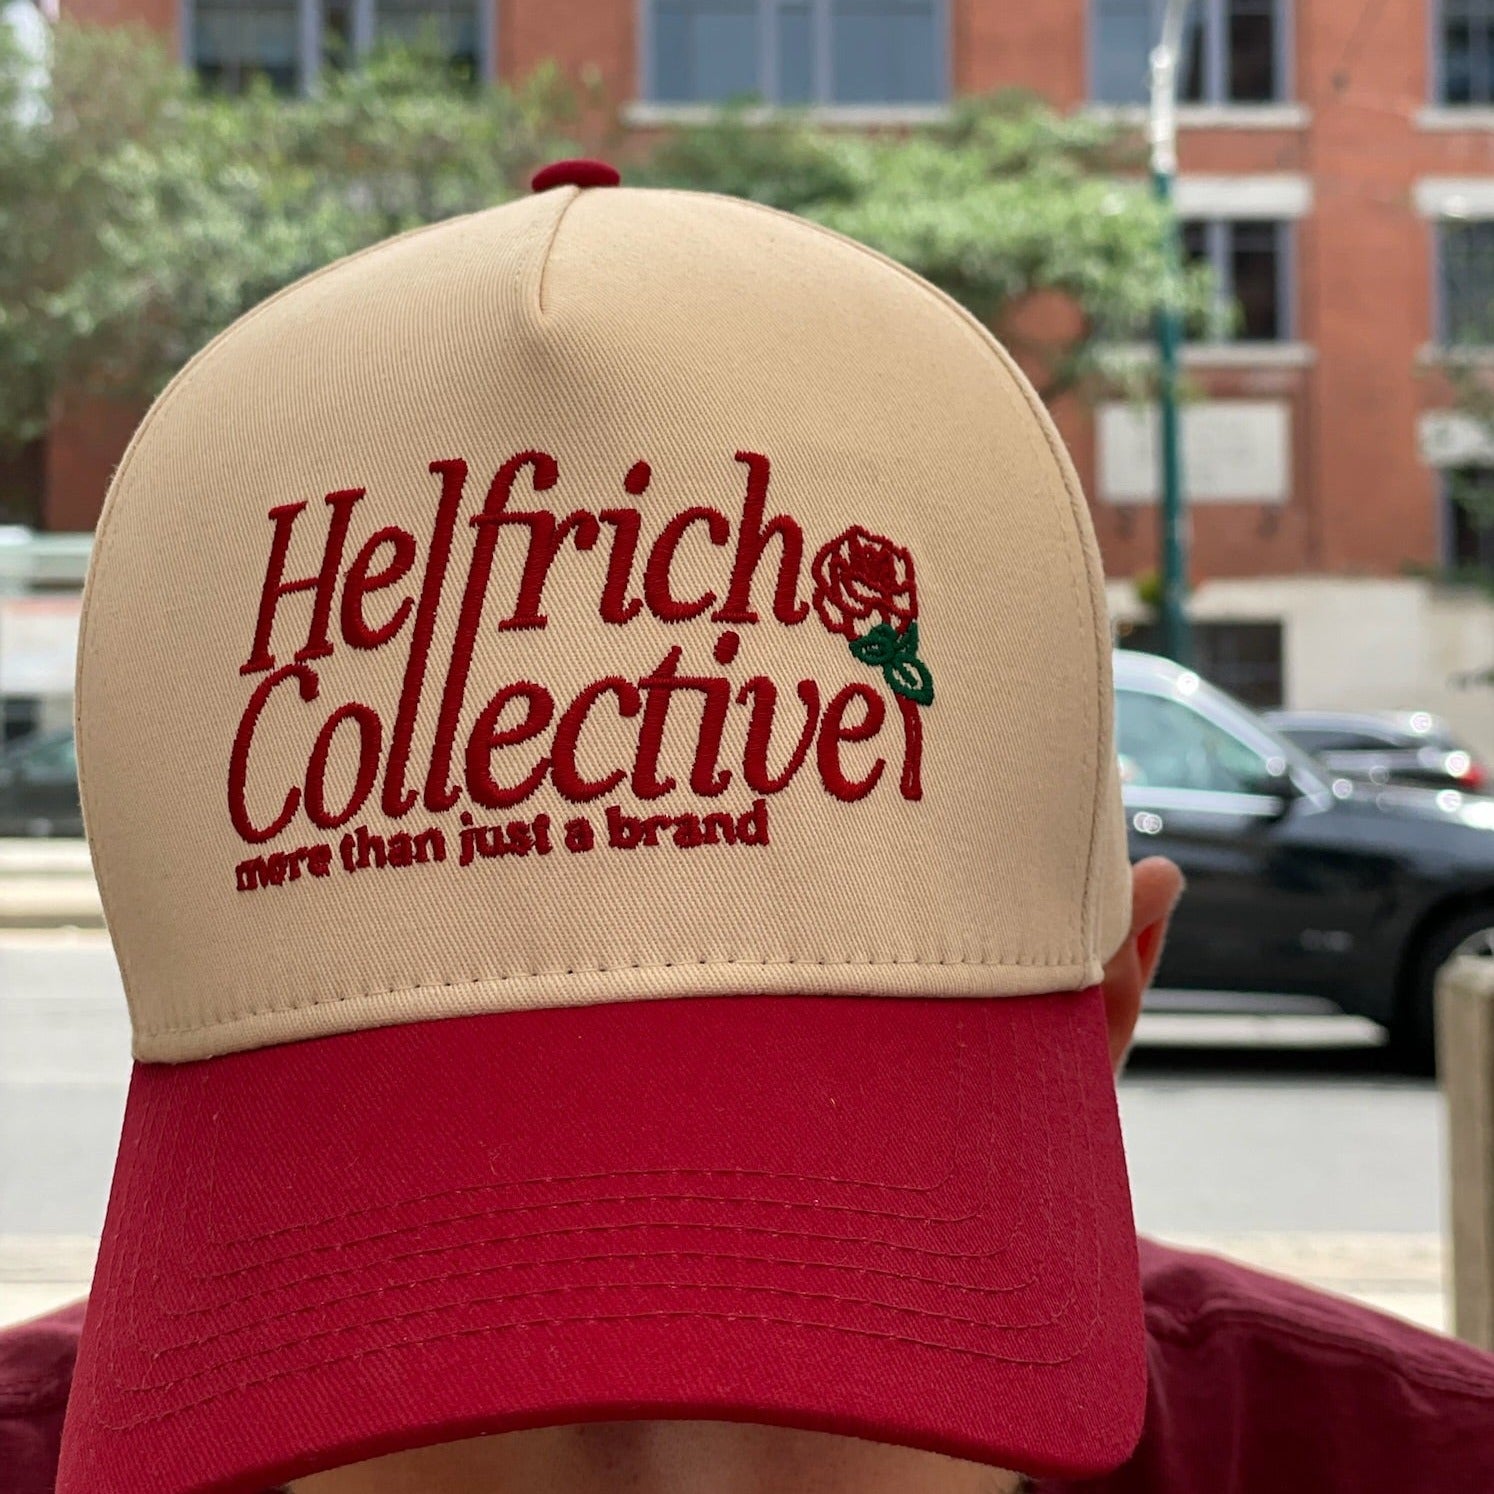 Helfrich
Collective
more than just a brand